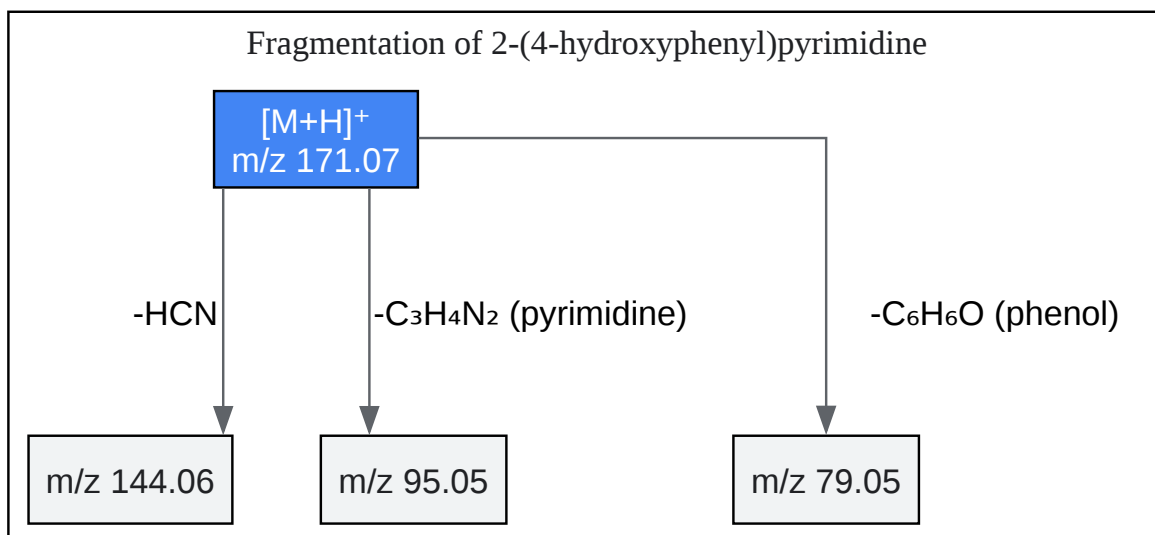 Fragmentation of 2-(4-hydroxyphenyl)pyrimidine
[M+H]⁺
m/z 171.07
-HCN
-C₃H₄N₂ (pyrimidine)
-C₆H₆O (phenol)
m/z 144.06
m/z 95.05
m/z 79.05